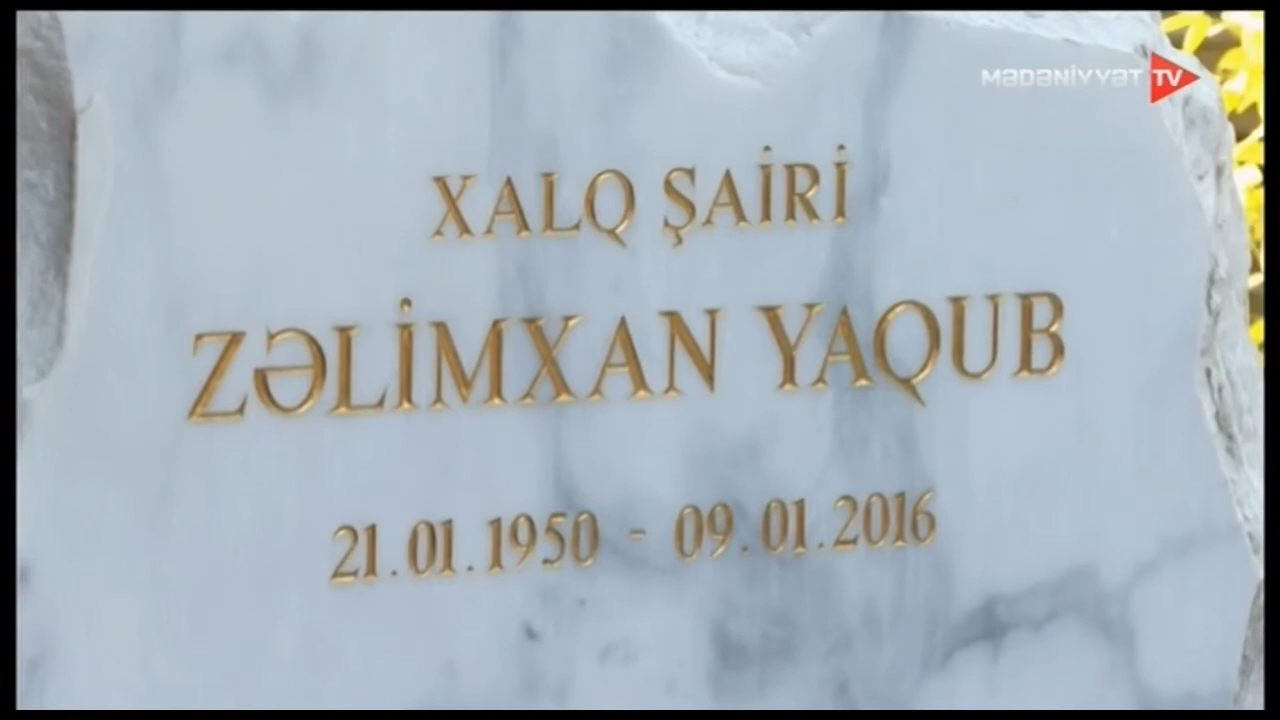 MƏDƏNİYYƏT TV
XALQ ŞAİRİ
ZƏLİMXAN YAQUB
21.01.1950 - 09.01.2016